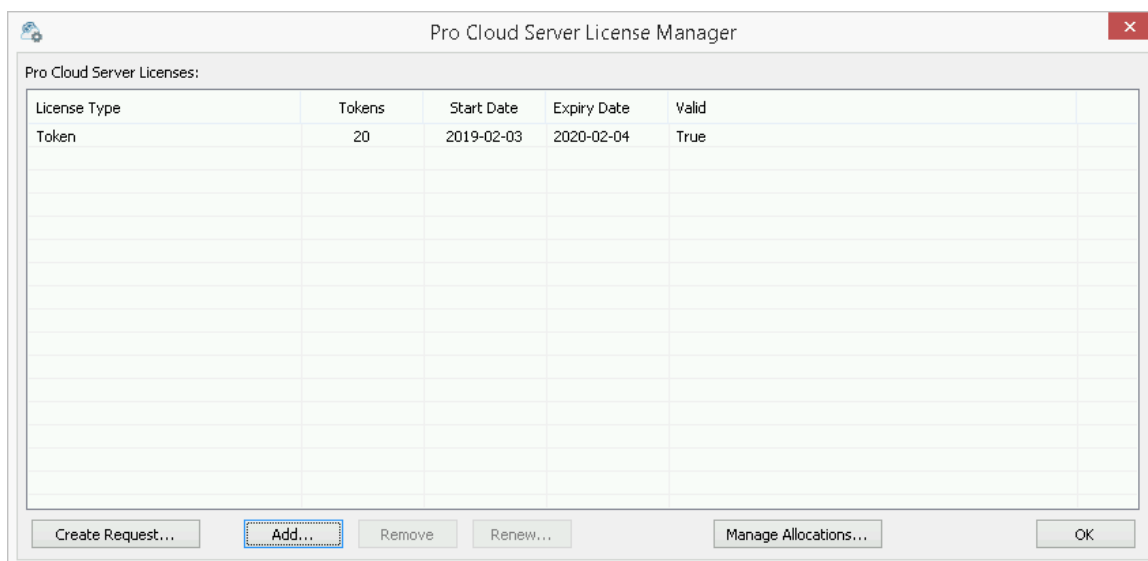 Pro Cloud Server License Manager
Pro Cloud Server Licenses:
License Type Tokens Start Date Expiry Date Valid
Token 20 2019-02-03 2020-02-04 True
Create Request... Add... Remove Renew... Manage Allocations... OK